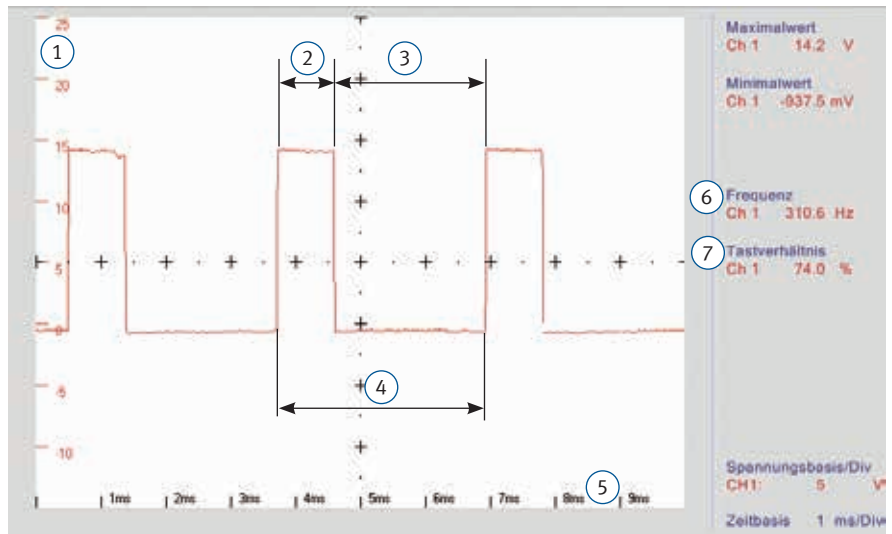 25
1
20
15
10
5
0
-5
-10
2
3
4
1ms 2ms 3ms 4ms 5ms 6ms 7ms 8ms 9ms
5
Maximalwert
Ch 1 14.2 V
Minimalwert
Ch 1 -937.5 mV
6
Frequenz
Ch 1 310.6 Hz
7
Tastverhältnis
Ch 1 74.0 %
Spannungsbasis/Div
CH1: 5
Zeitbasis 1 ms/Div